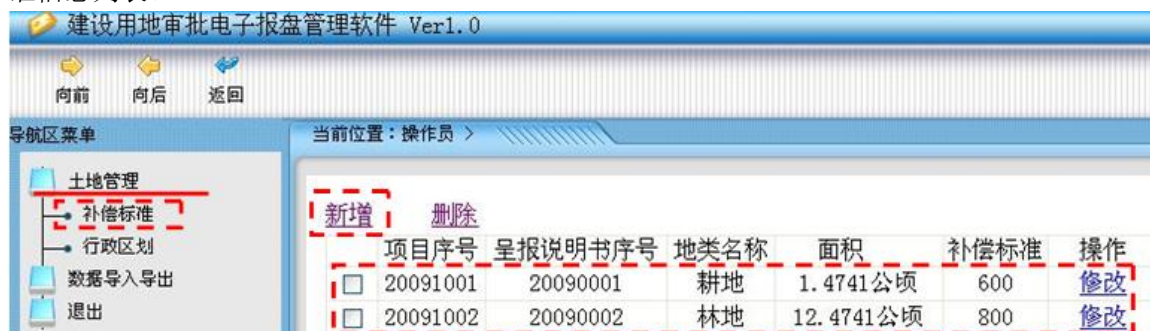 建设用地审批电子报盘管理软件 Ver1.0
向前 向后 返回
导航区菜单
当前位置：操作员 >
土地管理
补偿标准
行政区划
数据导入导出
退出
新增 删除
项目序号 呈报说明书序号 地类名称 面积 补偿标准 操作
20091001 20090001 耕地 1.4741公顷 600 修改
20091002 20090002 林地 12.4741公顷 800 修改